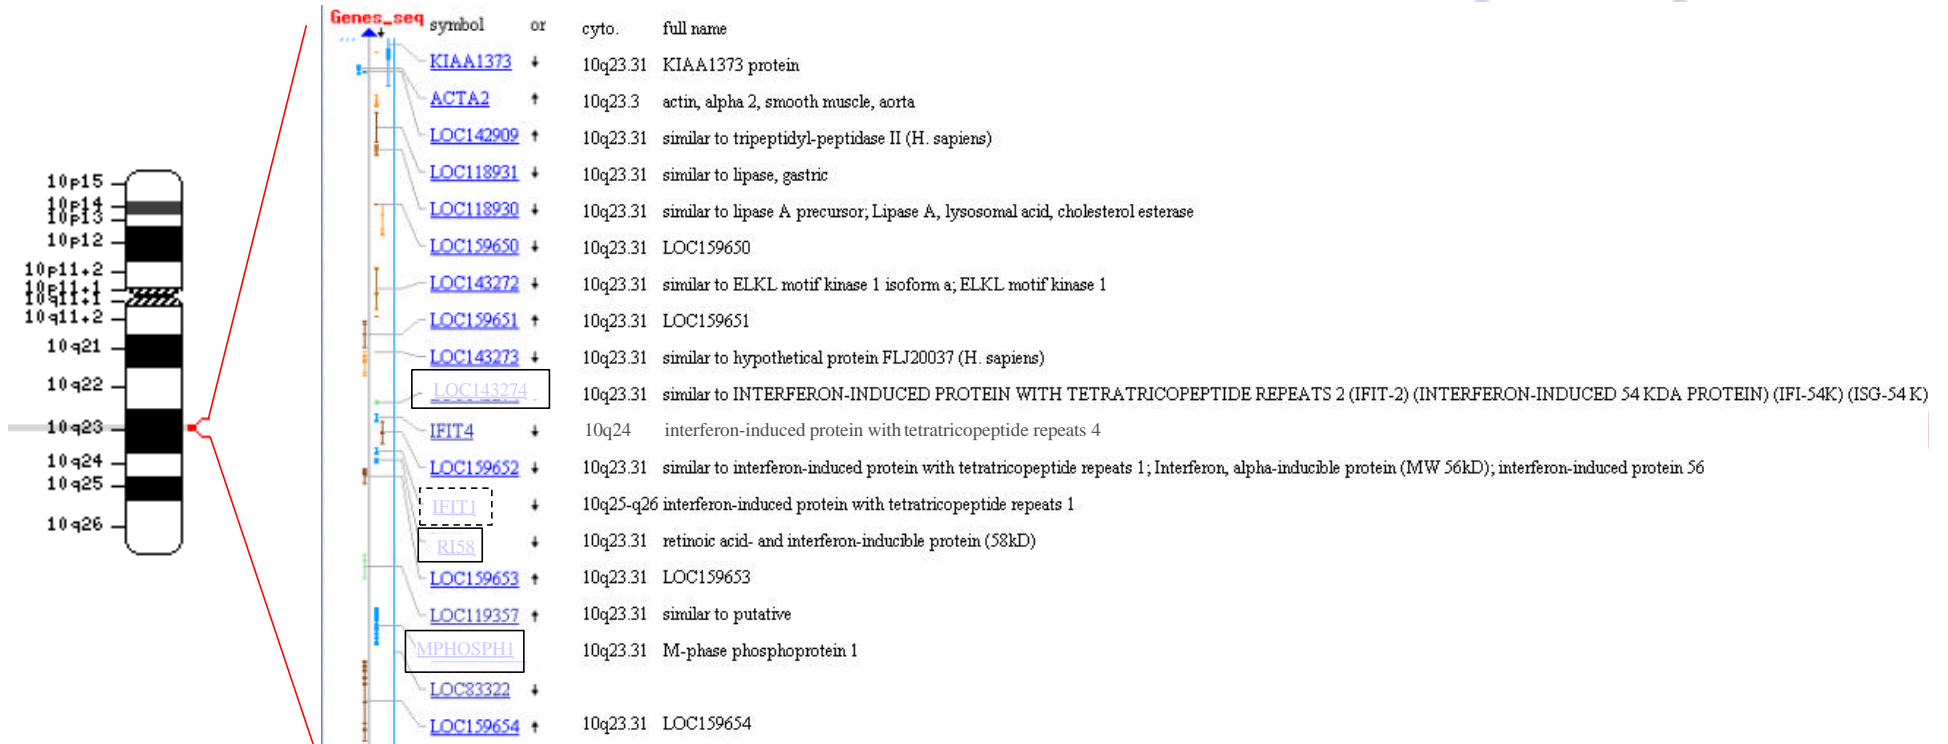 Genes_seq symbol or cyto. full name
KIAA1373 ↓ 10q23.31 KIAA1373 protein
ACTA2 ↑ 10q23.3 actin, alpha 2, smooth muscle, aorta
LOC142909 ↑ 10q23.31 similar to tripeptidyl-peptidase II (H. sapiens)
LOC118931 ↓ 10q23.31 similar to lipase, gastric
LOC118930 ↓ 10q23.31 similar to lipase A precursor; Lipase A, lysosomal acid, cholesterol esterase
LOC159650 ↓ 10q23.31 LOC159650
LOC143272 ↓ 10q23.31 similar to ELKL motif kinase 1 isoform a; ELKL motif kinase 1
LOC159651 ↑ 10q23.31 LOC159651
LOC143273 ↓ 10q23.31 similar to hypothetical protein FLJ20037 (H. sapiens)
LOC143274 10q23.31 similar to INTERFERON-INDUCED PROTEIN WITH TETRATRICOPEPTIDE REPEATS 2 (IFIT-2) (INTERFERON-INDUCED 54 KDA PROTEIN) (IFI-54K) (ISG-54 K)
IFIT4 ↓ 10q24 interferon-induced protein with tetratricopeptide repeats 4
LOC159652 ↓ 10q23.31 similar to interferon-induced protein with tetratricopeptide repeats 1; Interferon, alpha-inducible protein (MW 56kD); interferon-induced protein 56
IFIT1 ↓ 10q25-q26 interferon-induced protein with tetratricopeptide repeats 1
RI58 ↓ 10q23.31 retinoic acid- and interferon-inducible protein (58kD)
LOC159653 ↑ 10q23.31 LOC159653
LOC119357 ↑ 10q23.31 similar to putative
MPHOSPH1 10q23.31 M-phase phosphoprotein 1
LOC83322 ↓
LOC159654 ↑ 10q23.31 LOC159654
10p15
10p14
10p13
10p12
10p11.2
10p11.1
10q11.1
10q11.2
10q21
10q22
10q23
10q24
10q25
10q26